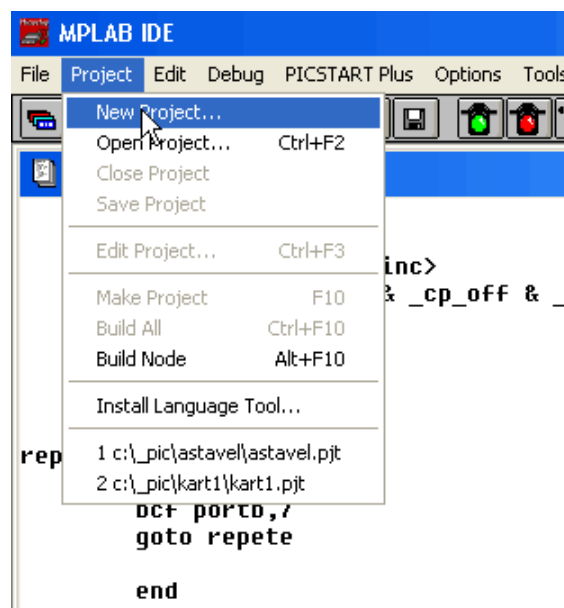 MPLAB IDE
File Project Edit Debug PICSTART Plus Options Tools
New Project...
Open Project... Ctrl+F2
Close Project
Save Project
Edit Project... Ctrl+F3
inc>
Make Project F10
& _cp_off & _
Build All Ctrl+F10
Build Node Alt+F10
Install Language Tool...
rep
1 c:\_pic\astavel\astavel.pjt
2 c:\_pic\kart1\kart1.pjt
bcf portb,7
goto repete
end